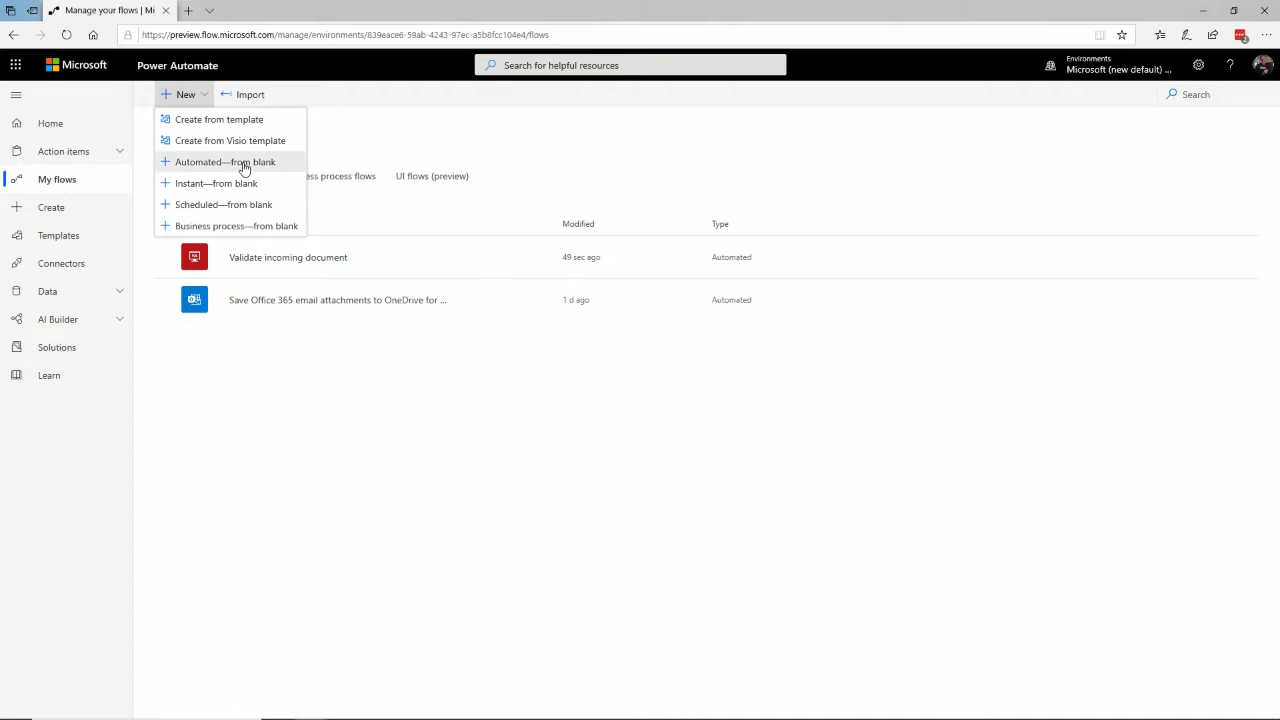 Manage your flows | Mi
https://preview.flow.microsoft.com/manage/environments/839eace6-59ab-4243-97ec-a5b8fcc104e4/flows
Microsoft
Power Automate
Search for helpful resources
Environments
Microsoft (new default) ...
?
New
Import
Search
Home
Action items
My flows
Create
Templates
Connectors
Data
AI Builder
Solutions
Learn
Create from template
Create from Visio template
Automated—from blank
Instant—from blank
Scheduled—from blank
Business process—from blank
ess process flows
UI flows (preview)
Modified
Type
Validate incoming document
49 sec ago
Automated
Save Office 365 email attachments to OneDrive for ...
1 d ago
Automated